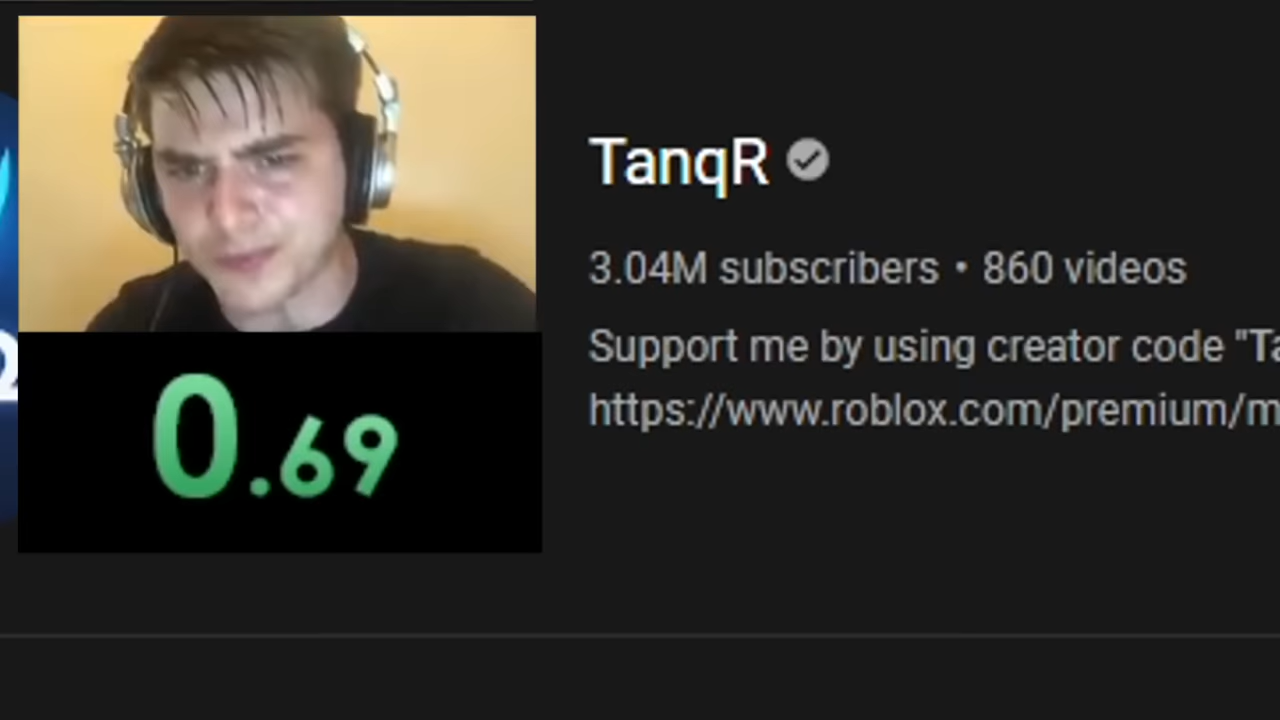 TanqR
3.04M subscribers • 860 videos
Support me by using creator code "Ta
https://www.roblox.com/premium/m
0.69